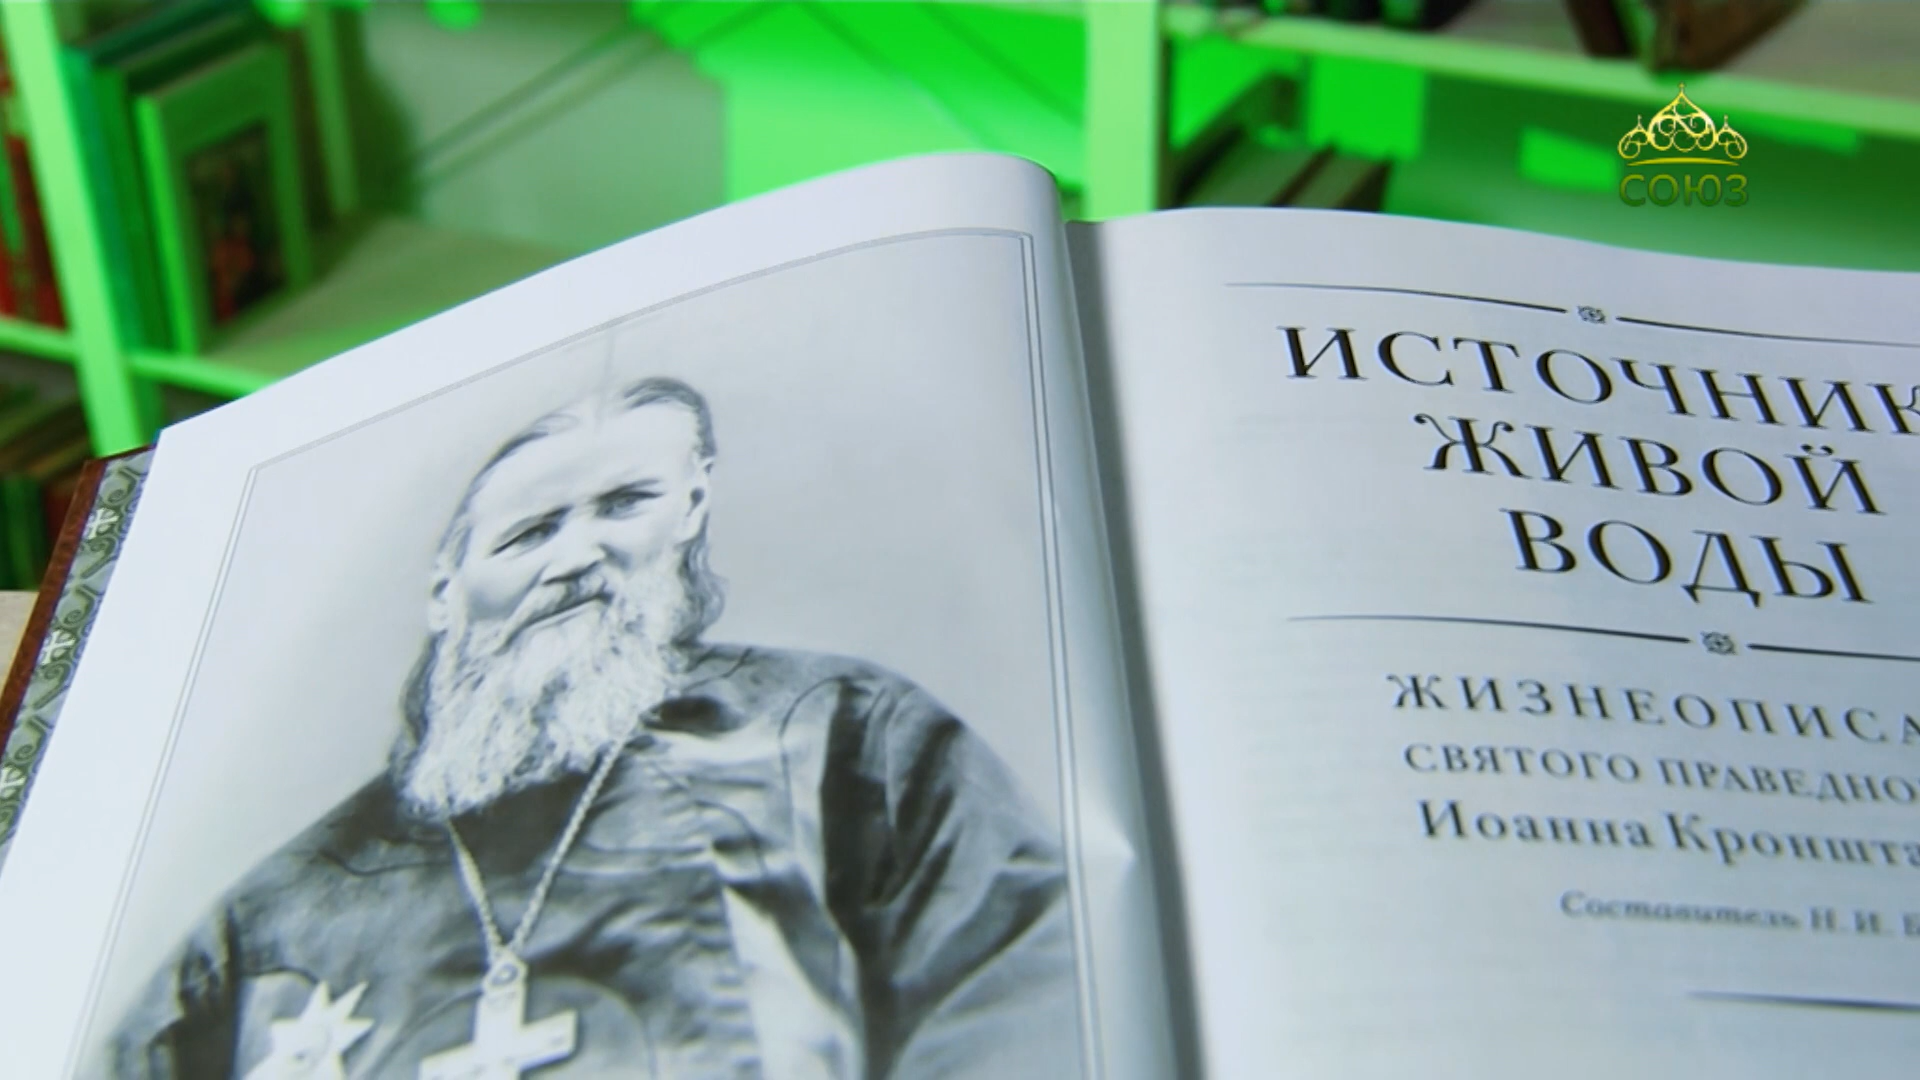 СОЮЗ
ИСТОЧНИК
ЖИВОЙ
ВОДЫ
ЖИЗНЕОПИСА
СВЯТОГО ПРАВЕДНО
Иоанна Кроншта
Составитель Н. И. Б